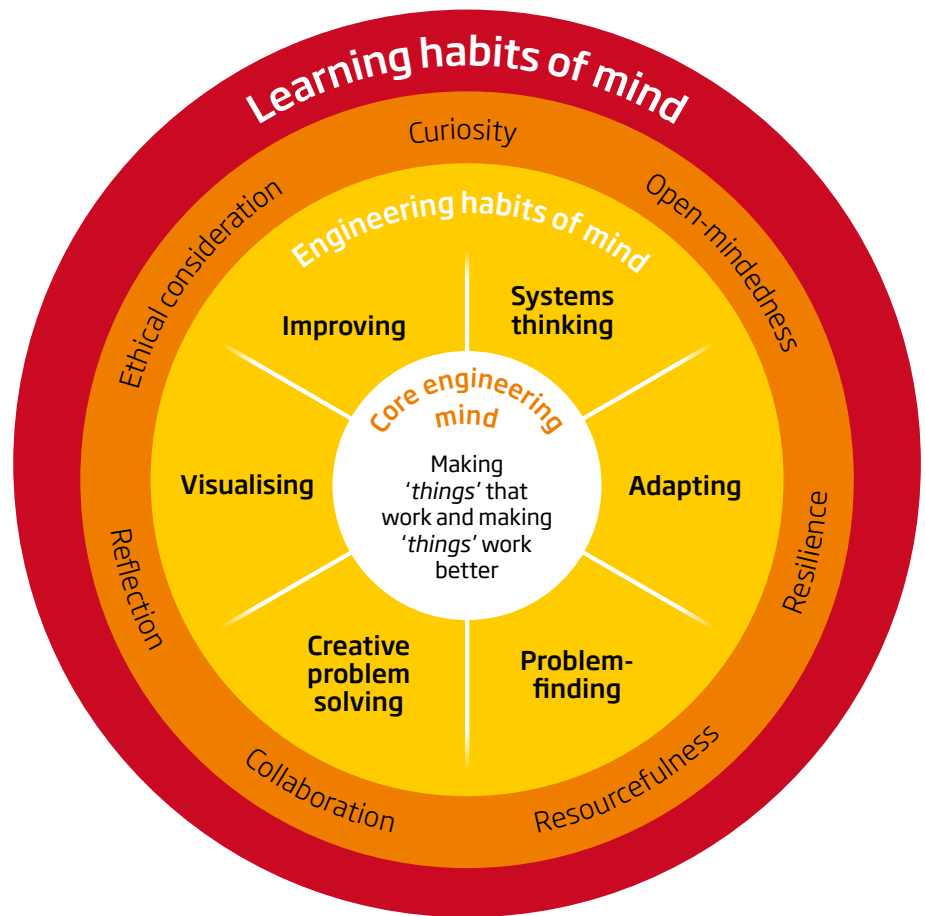 Learning habits of mind
Curiosity
Open-mindedness
Resilience
Resourcefulness
Collaboration
Reflection
Ethical consideration
Engineering habits of mind
Systems
thinking
Adapting
Problem-
finding
Creative
problem
solving
Visualising
Improving
Core engineering
mind
Making
‘things’ that
work and making
‘things’ work
better